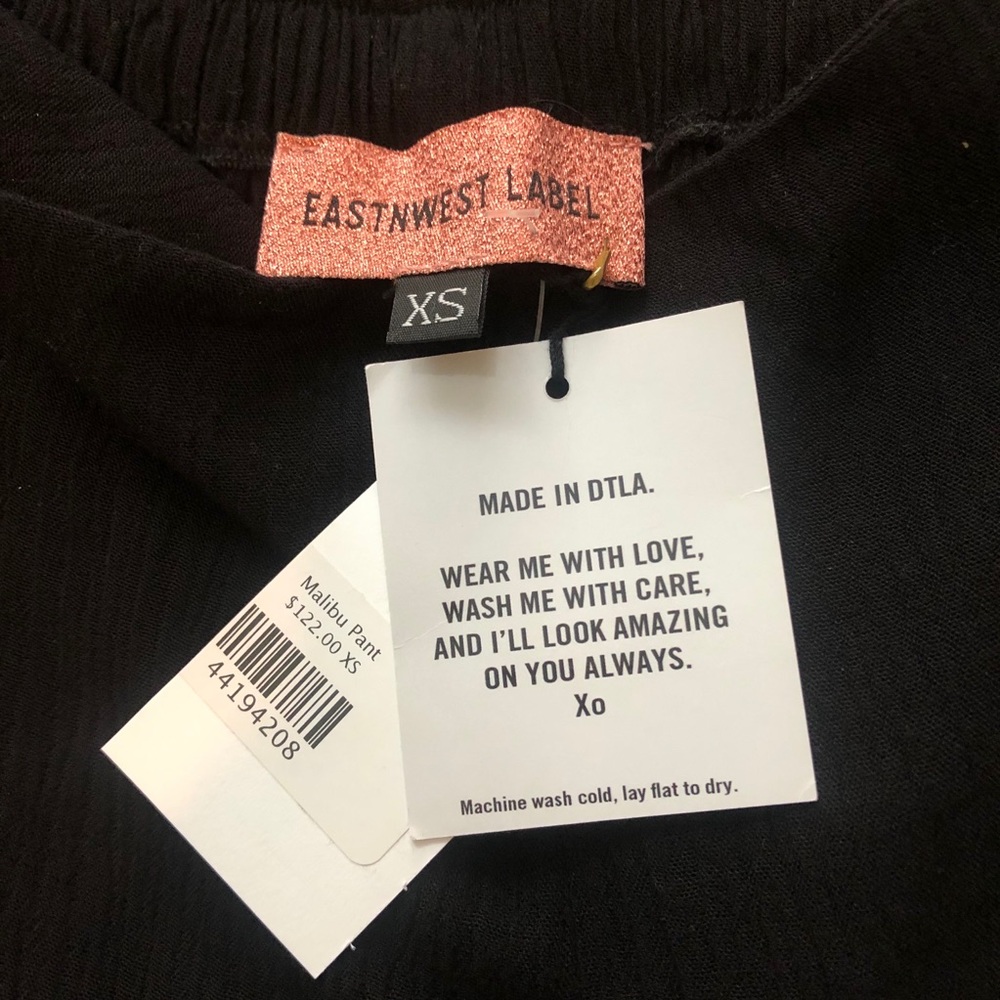 EASTNWEST LABEL
XS
MADE IN DTLA.
WEAR ME WITH LOVE,
WASH ME WITH CARE,
AND I'LL LOOK AMAZING
ON YOU ALWAYS.
Xo
Machine wash cold, lay flat to dry.
Malibu Pant
$122.00 XS
44194208